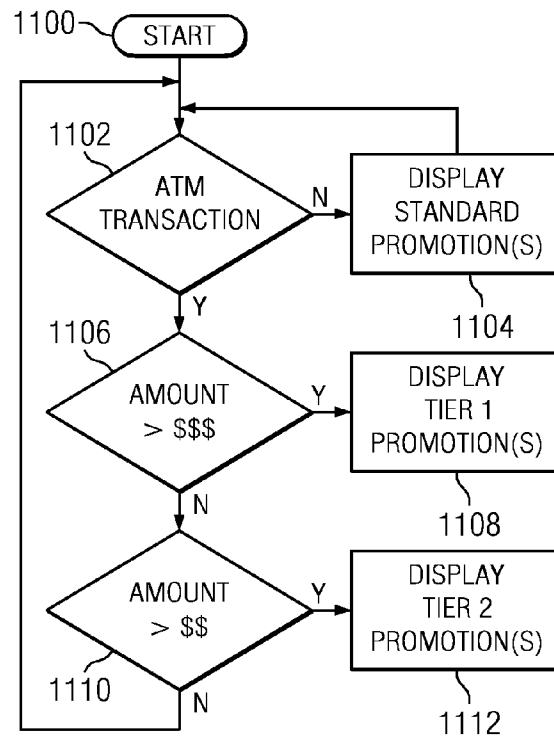 1100
START
1102
ATM
TRANSACTION
N
DISPLAY
STANDARD
PROMOTION(S)
1104
Y
1106
AMOUNT
> $$$
Y
DISPLAY
TIER 1
PROMOTION(S)
1108
N
AMOUNT
> $$
Y
DISPLAY
TIER 2
PROMOTION(S)
1110
N
1112